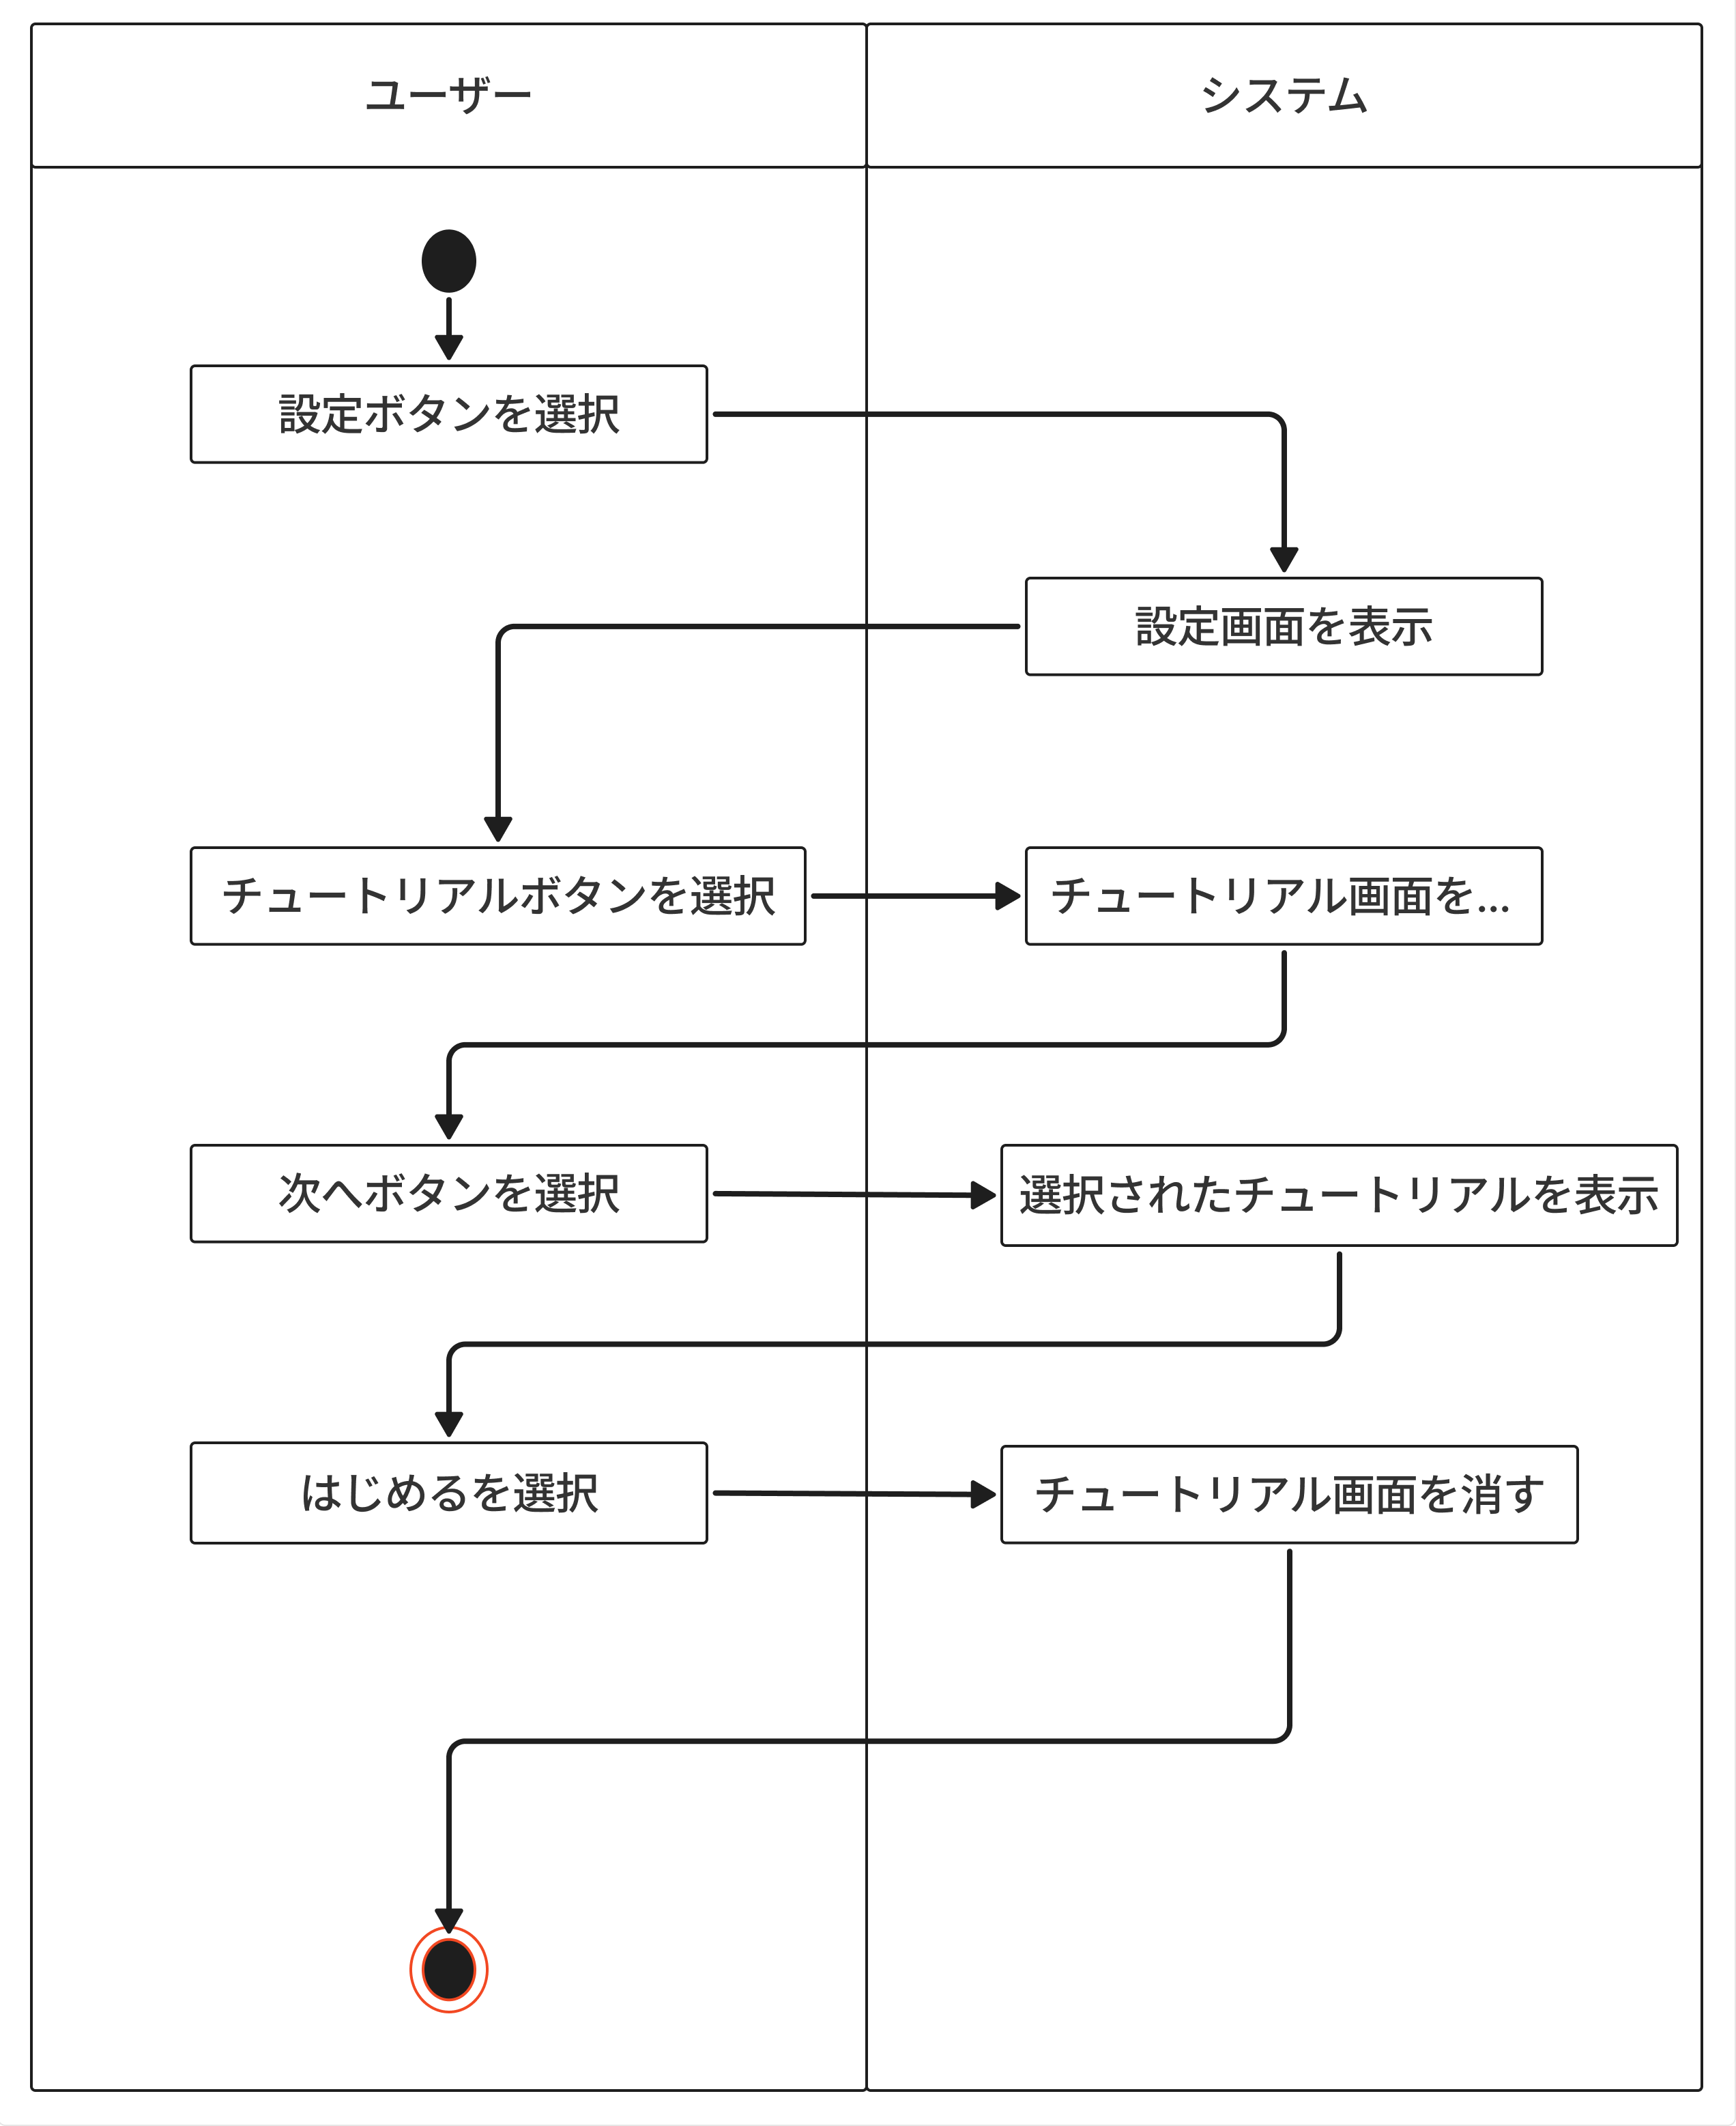 ユーザー
システム
設定ボタンを選択
設定画面を表示
チュートリアルボタンを選択
チュートリアル画面を...
次へボタンを選択
選択されたチュートリアルを表示
はじめるを選択
チュートリアル画面を消す